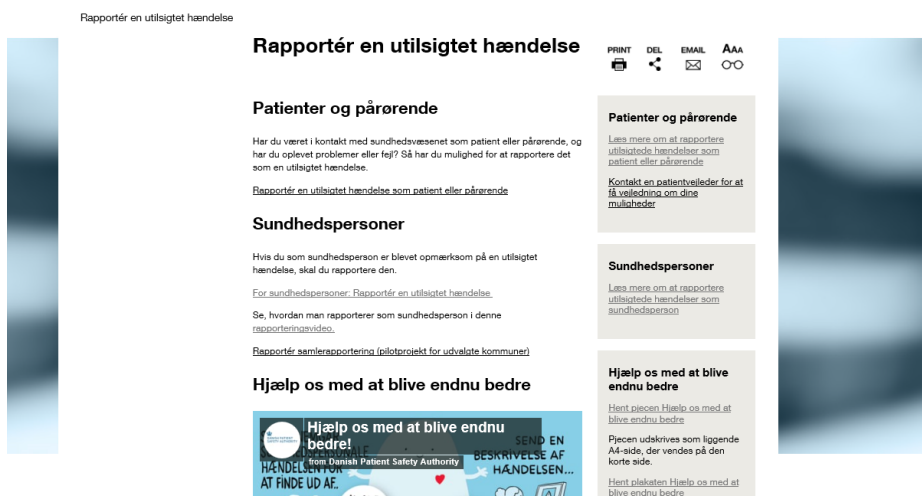 Rapportér en utilsigtet hændelse
Rapportér en utilsigtet hændelse
PRINT
DEL
EMAIL
AAA
Patienter og pårørende
Har du været i kontakt med sundhedsvæsenet som patient eller pårørende, og
har du oplevet problemer eller fejl? Så har du mulighed for at rapportere det
som en utilsigtet hændelse.
Rapportér en utilsigtet hændelse som patient eller pårørende
Sundhedspersoner
Hvis du som sundhedsperson er blevet opmærksom på en utilsigtet
hændelse, skal du rapportere den.
For sundhedspersoner: Rapportér en utilsigtet hændelse
Se, hvordan man rapporterer som sundhedsperson i denne
rapporteringsvideo.
Rapportér samlerapportering (pilotprojekt for udvalgte kommuner)
Hjælp os med at blive endnu bedre
Hjælp os med at blive endnu
bedre!
from Danish Patient Safety Authority
HÆNDELSEN FOR
AT FINDE UD AF..
SEND EN
BESKRIVELSE AF
HÆNDELSEN...
Patienter og pårørende
Læs mere om at rapportere
utilsigtede hændelser som
patient eller pårørende
Kontakt en patientvejleder for at
få vejledning om dine
muligheder
Sundhedspersoner
Læs mere om at rapportere
utilsigtede hændelser som
sundhedsperson
Hjælp os med at blive
endnu bedre
Hent piecen Hjælp os med at
blive endnu bedre
Pjecen udskrives som liggende
A4-side, der vendes på den
korte side.
Hent plakaten Hjælp os med at
blive endnu bedre